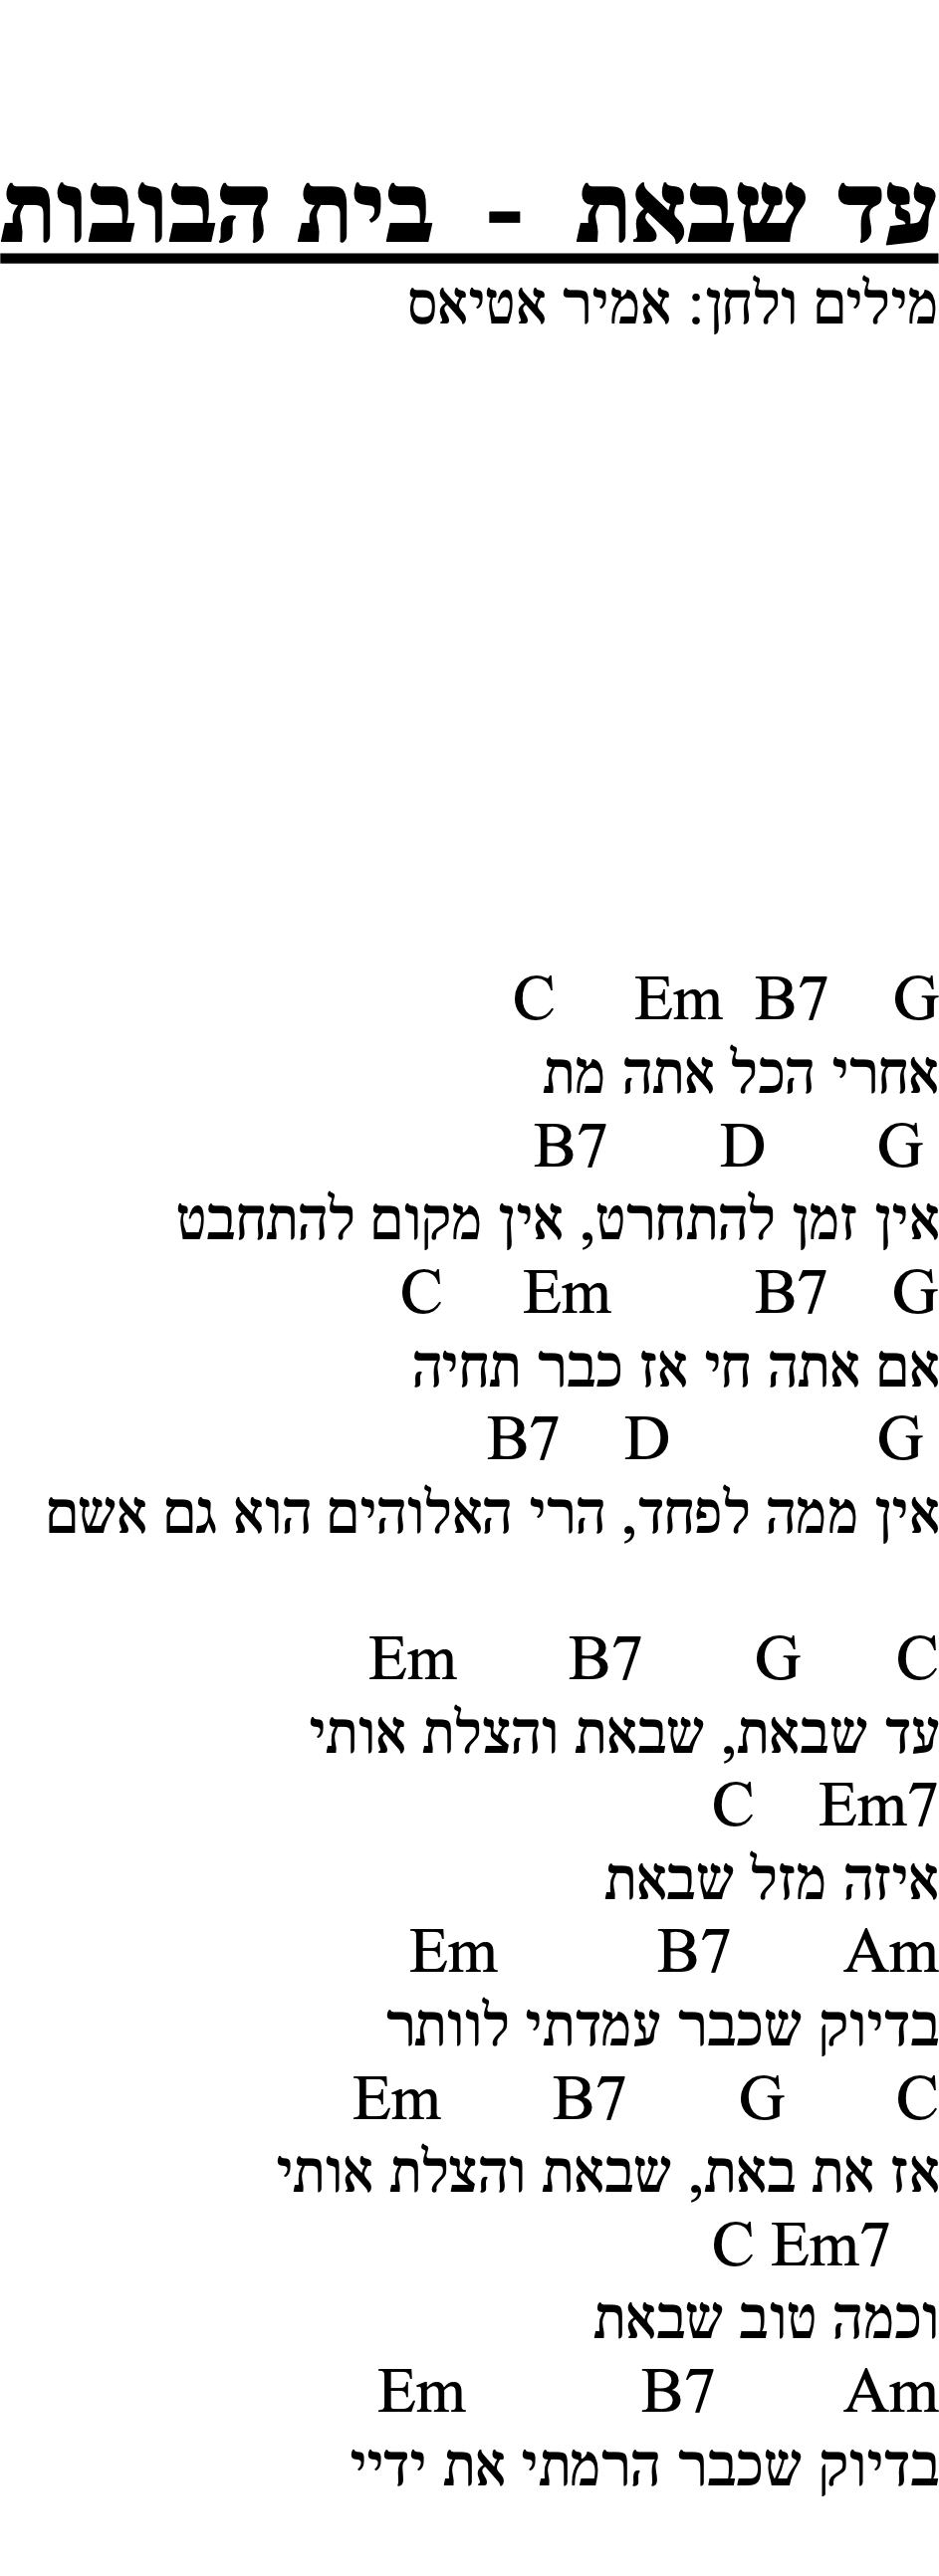 עד שבאת - בית הבובות
מילים ולחן: אמיר אטיאס
C Em B7 G
אחרי הכל אתה מת
B7 D G
אין זמן להתחרט, אין מקום להתחבט
C Em B7 G
אם אתה חי אז כבר תחיה
B7 D G
אין ממה לפחד, הרי האלוהים הוא גם אשם
Em B7 G C
עד שבאת, שבאת והצלת אותי
C Em7
איזה מזל שבאת
Em B7 Am
בדיוק שכבר עמדתי לוותר
Em B7 G C
אז את באת, שבאת והצלת אותי
C Em7
וכמה טוב שבאת
Em B7 Am
בדיוק שכבר הרמתי את ידיי